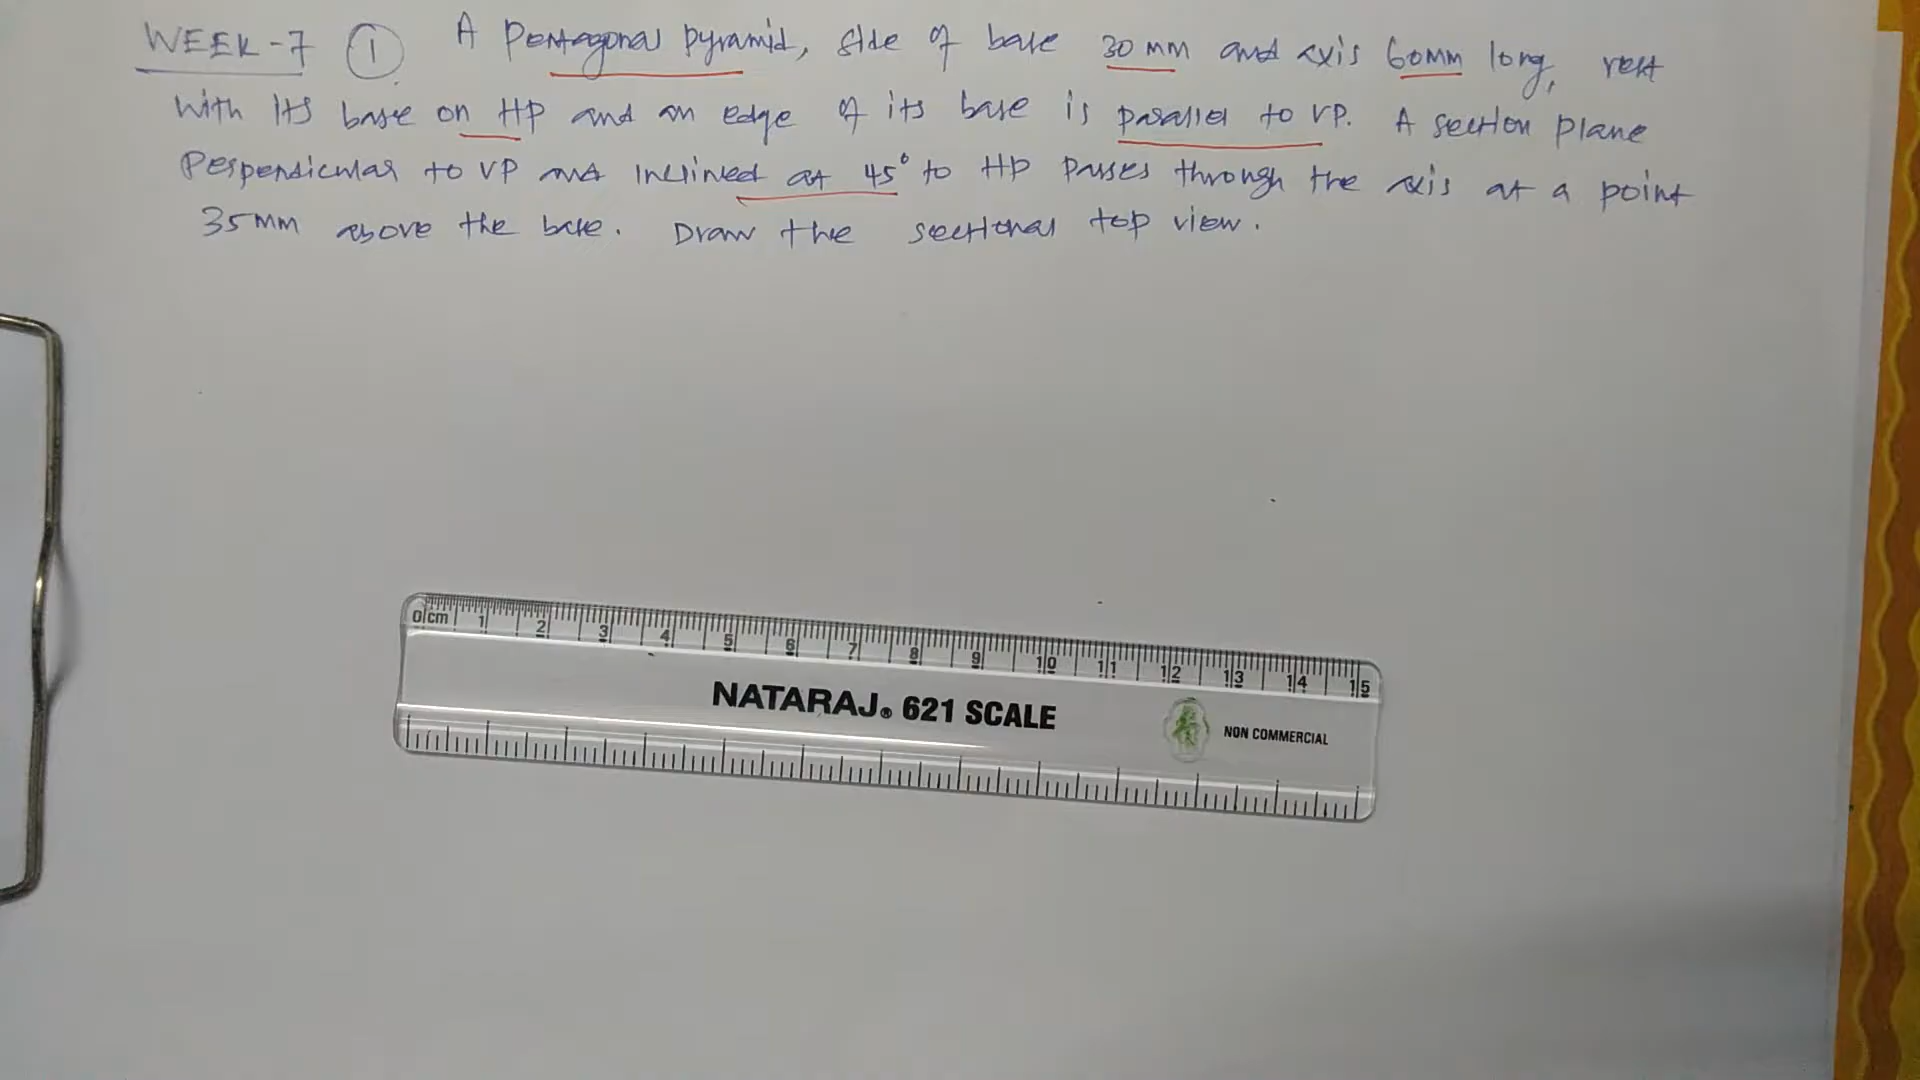 WEEK-7 ① A Pentagonal pyramid, side of base 30 mm and axis 60mm long, rest
with its base on HP and an edge of its base is parallel to VP. A section plane
Perpendicular to VP and inclined at 45° to HP passes through the axis at a point
35mm above the base. Draw the sectional top view.
0 cm 1 2 3 4 5 6 7 8 9 10 11 12 13 14 15
NATARAJ® 621 SCALE
NON COMMERCIAL